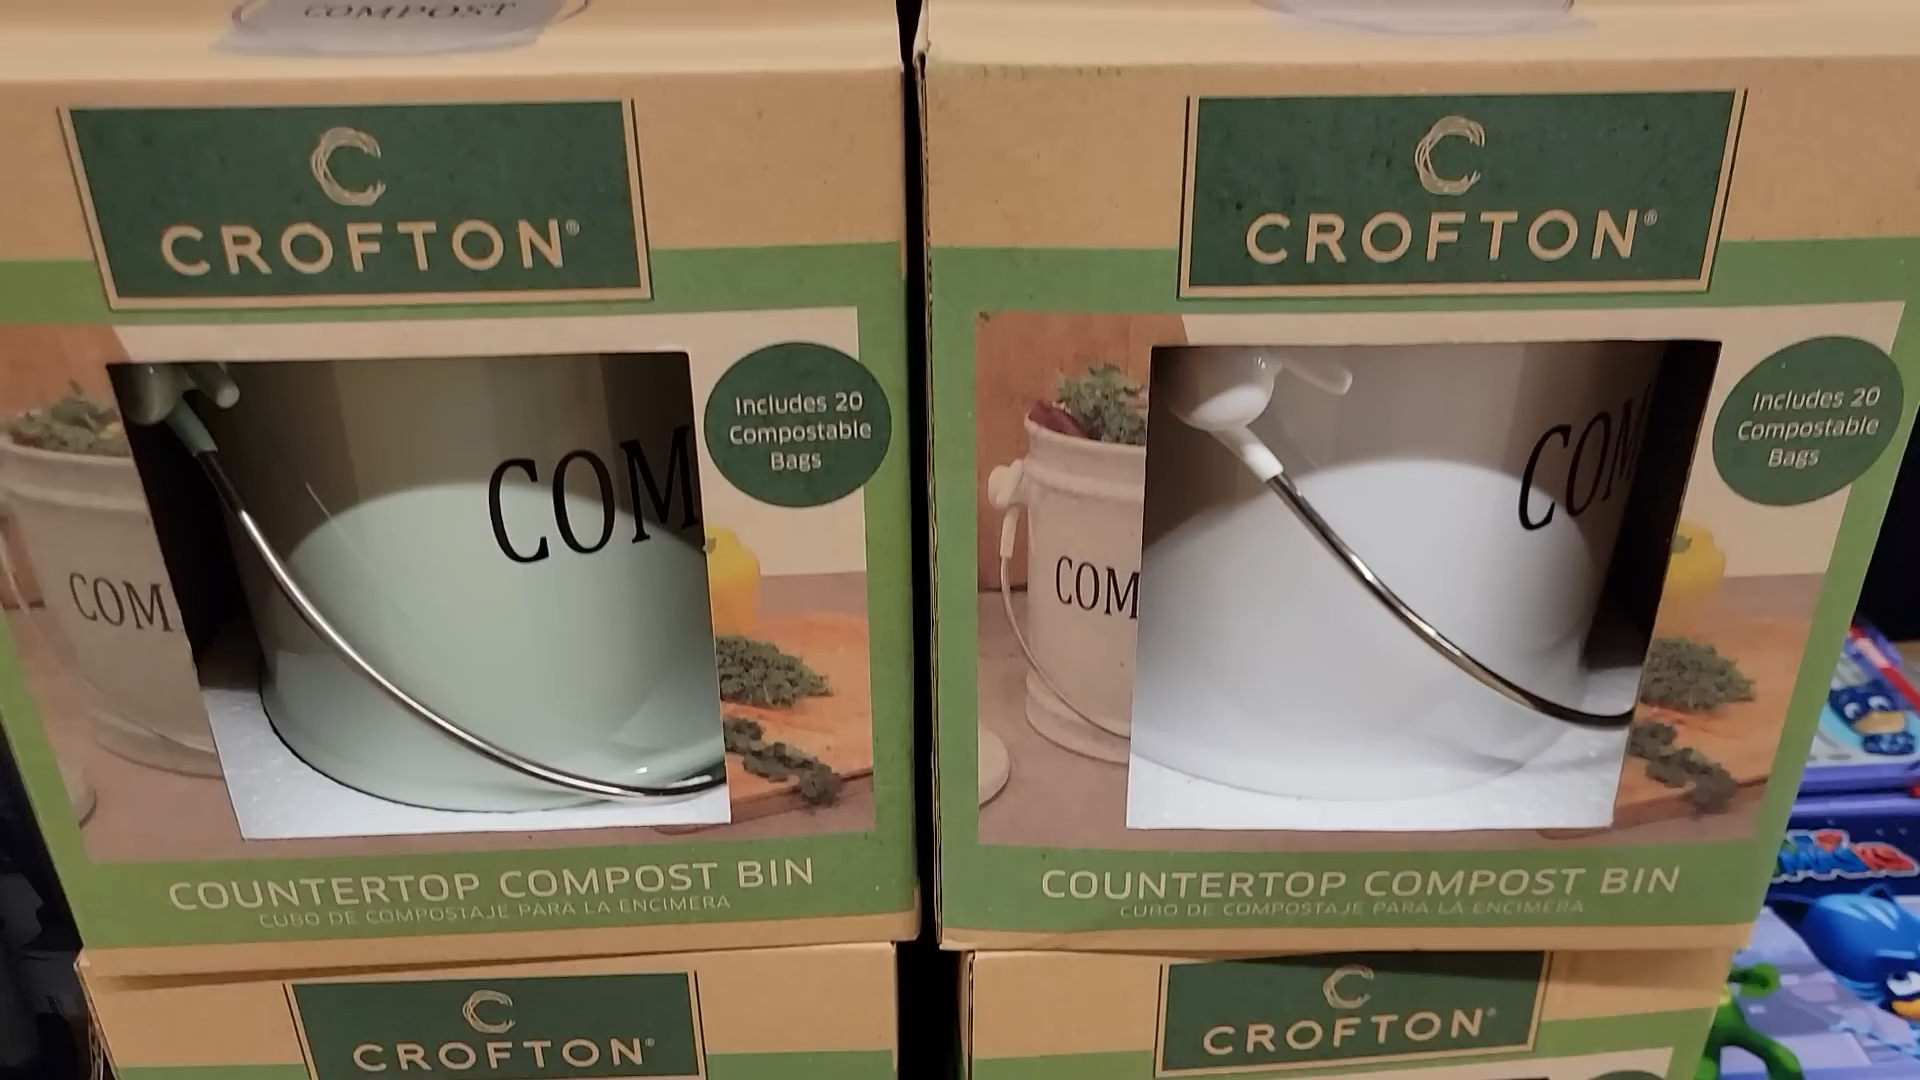 COMPOST
CROFTON®
Includes 20
Compostable
Bags
COM
COM
COUNTERTOP COMPOST BIN
CUBO DE COMPOSTAJE PARA LA ENCIMERA
CROFTON®
Includes 20
Compostable
Bags
COM
COM
COUNTERTOP COMPOST BIN
CUBO DE COMPOSTAJE PARA LA ENCIMERA
CROFTON®
CROFTON®